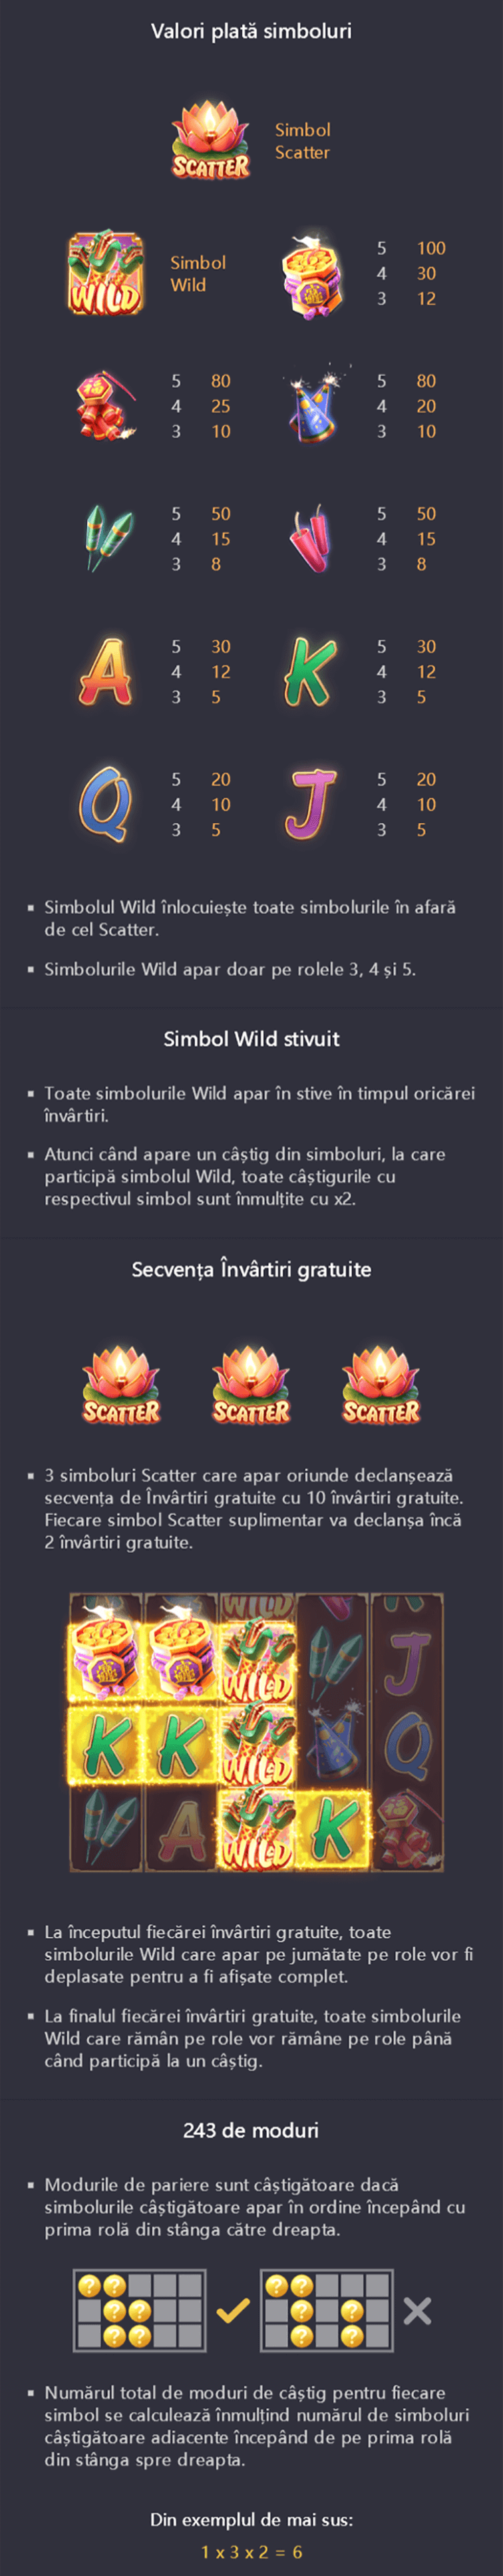 Valori plată simboluri
SCATTER
Simbol
Scatter
WILD
Simbol
Wild
5 100
4 30
3 12
5 80
4 25
3 10
5 80
4 20
3 10
5 50
4 15
3 8
5 50
4 15
3 8
A
5 30
4 12
3 5
K
5 30
4 12
3 5
Q
5 20
4 10
3 5
J
5 20
4 10
3 5
▪ Simbolul Wild înlocuiește toate simbolurile în afară
de cel Scatter.
▪ Simbolurile Wild apar doar pe rolele 3, 4 și 5.
Simbol Wild stivuit
▪ Toate simbolurile Wild apar în stive în timpul oricărei
învârtiri.
▪ Atunci când apare un câștig din simboluri, la care
participă simbolul Wild, toate câștigurile cu
respectivul simbol sunt înmulțite cu x2.
Secvența Învârtiri gratuite
SCATTER SCATTER SCATTER
▪ 3 simboluri Scatter care apar oriunde declanșează
secvența de Învârtiri gratuite cu 10 învârtiri gratuite.
Fiecare simbol Scatter suplimentar va declanșa încă
2 învârtiri gratuite.
WILD
WILD J
K K WILD Q
A WILD K
▪ La începutul fiecărei învârtiri gratuite, toate
simbolurile Wild care apar pe jumătate pe role vor fi
deplasate pentru a fi afișate complet.
▪ La finalul fiecărei învârtiri gratuite, toate simbolurile
Wild care rămân pe role vor rămâne pe role până
când participă la un câștig.
243 de moduri
▪ Modurile de pariere sunt câștigătoare dacă
simbolurile câștigătoare apar în ordine începând cu
prima rolă din stânga către dreapta.
? ? ? ?
? ? ? ?
? ? ? ?
▪ Numărul total de moduri de câștig pentru fiecare
simbol se calculează înmulțind numărul de simboluri
câștigătoare adiacente începând de pe prima rolă
din stânga spre dreapta.
Din exemplul de mai sus:
1 x 3 x 2 = 6